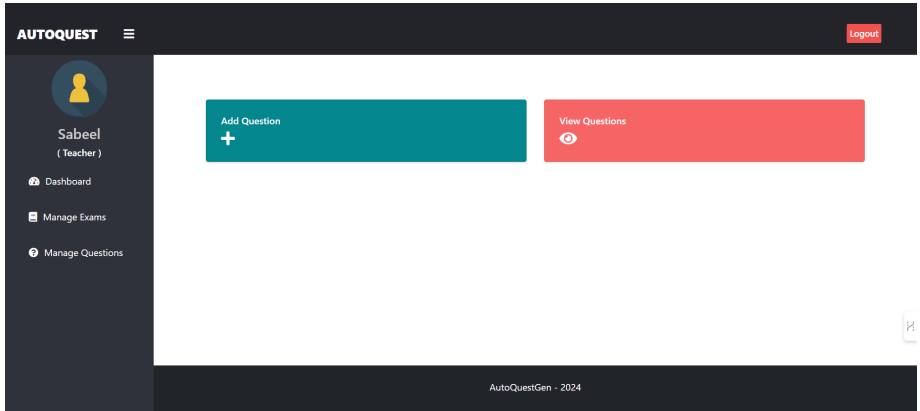 AUTOQUEST
Logout
Sabeel
( Teacher )
Dashboard
Manage Exams
Manage Questions
Add Question
View Questions
AutoQuestGen - 2024